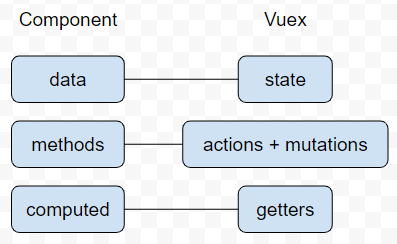 Component Vuex
data state
methods actions + mutations
computed getters